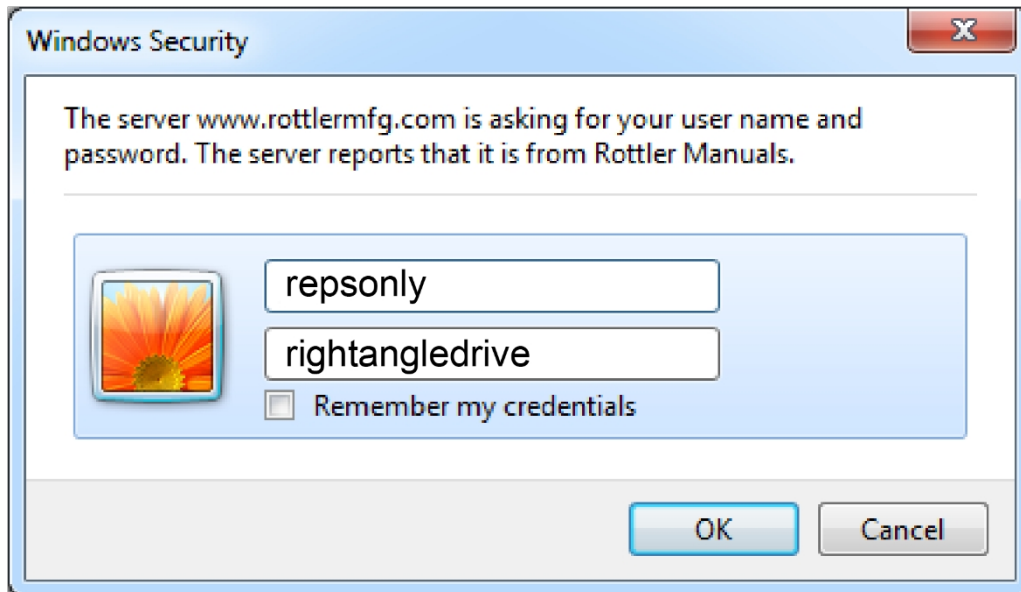 Windows Security
The server www.rottlermfg.com is asking for your user name and
password. The server reports that it is from Rottler Manuals.
repsonly
rightangledrive
Remember my credentials
OK
Cancel